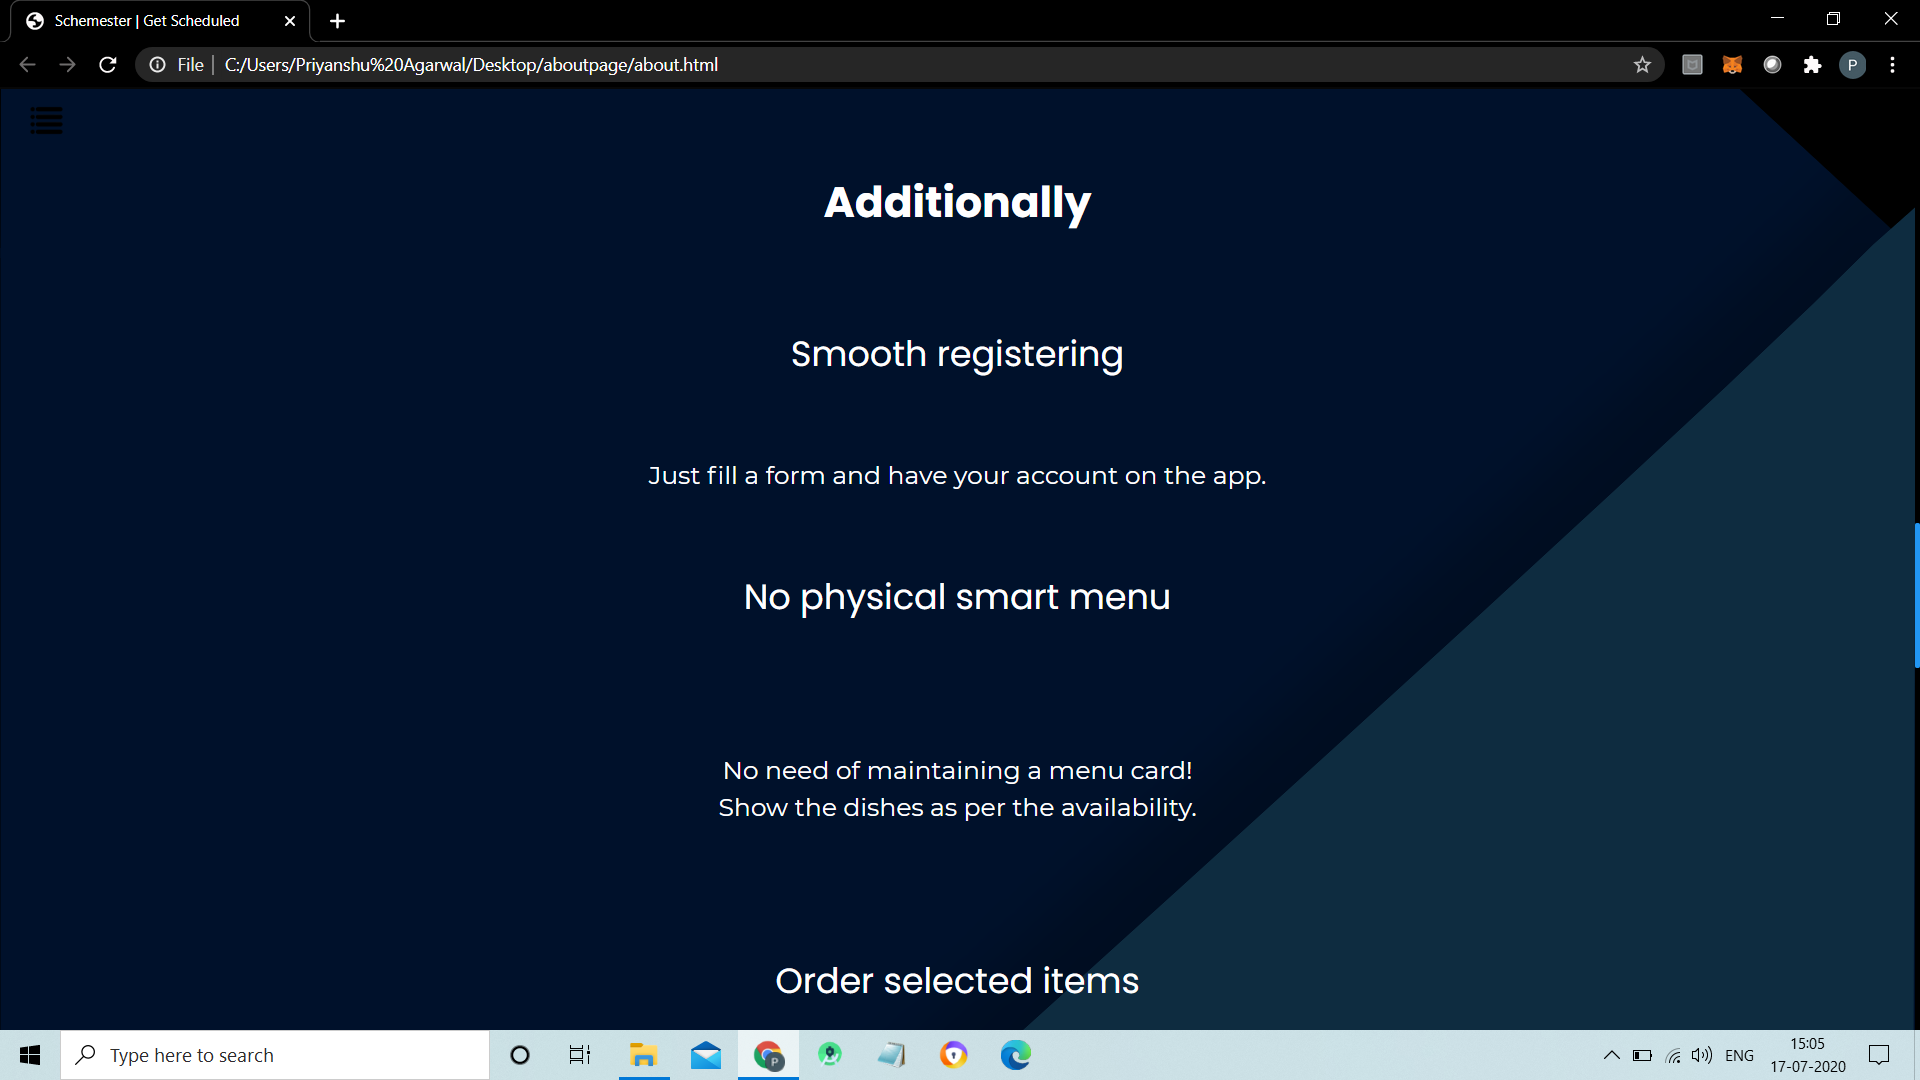 Schemester | Get Scheduled
File | C:/Users/Priyanshu%20Agarwal/Desktop/aboutpage/about.html
P
Additionally
Smooth registering
Just fill a form and have your account on the app.
No physical smart menu
No need of maintaining a menu card!
Show the dishes as per the availability.
Order selected items
Type here to search
P
ENG
15:05
17-07-2020